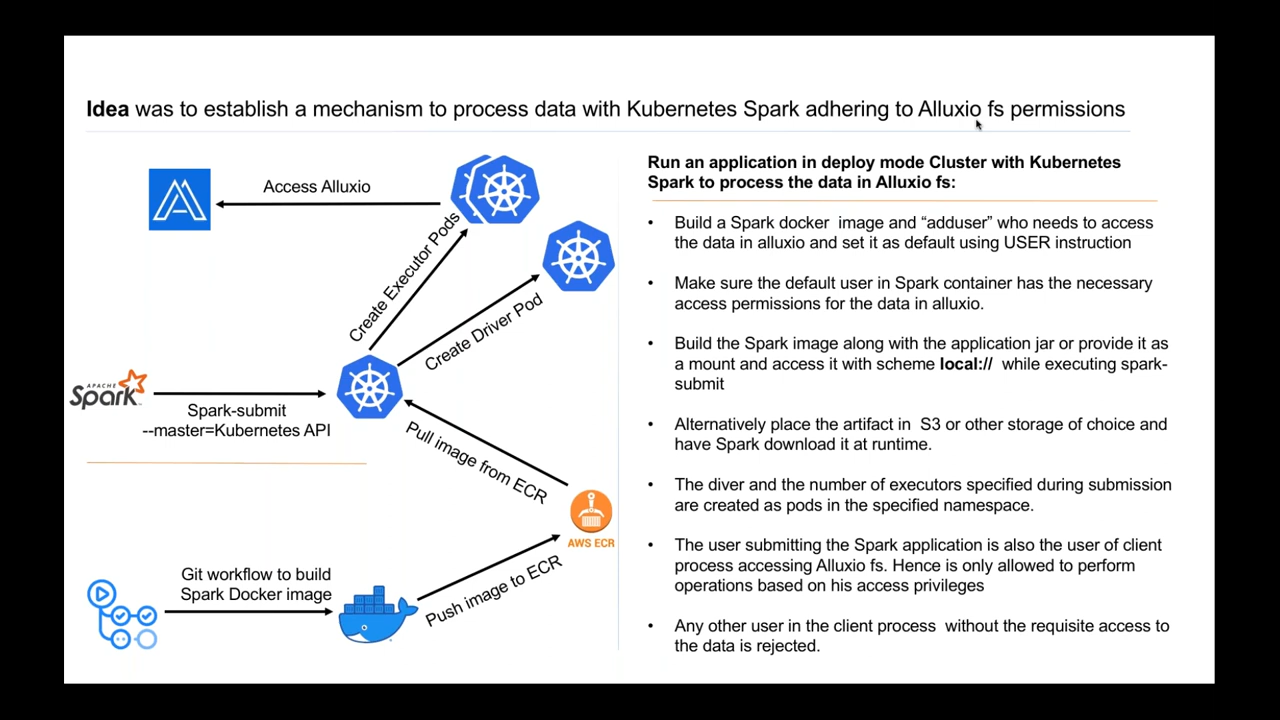 Idea was to establish a mechanism to process data with Kubernetes Spark adhering to Alluxio fs permissions
Access Alluxio
Create Executor Pods
Create Driver Pod
APACHE
Spark
Spark-submit
--master=Kubernetes API
Pull image from ECR
AWS ECR
Git workflow to build
Spark Docker image
Push image to ECR
Run an application in deploy mode Cluster with Kubernetes
Spark to process the data in Alluxio fs:
• Build a Spark docker image and “adduser” who needs to access
the data in alluxio and set it as default using USER instruction
• Make sure the default user in Spark container has the necessary
access permissions for the data in alluxio.
• Build the Spark image along with the application jar or provide it as
a mount and access it with scheme local:// while executing spark-
submit
• Alternatively place the artifact in S3 or other storage of choice and
have Spark download it at runtime.
• The diver and the number of executors specified during submission
are created as pods in the specified namespace.
• The user submitting the Spark application is also the user of client
process accessing Alluxio fs. Hence is only allowed to perform
operations based on his access privileges
• Any other user in the client process without the requisite access to
the data is rejected.